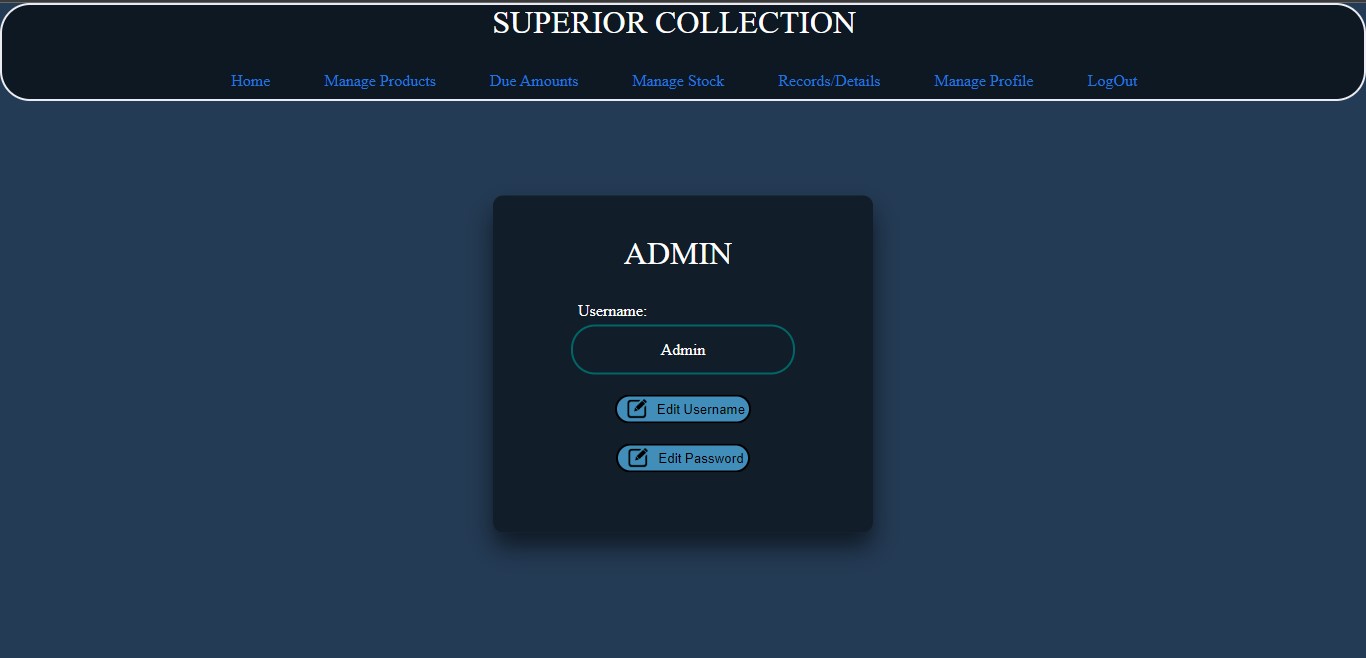 SUPERIOR COLLECTION
Home Manage Products Due Amounts Manage Stock Records/Details Manage Profile LogOut
ADMIN
Username:
Admin
Edit Username
Edit Password